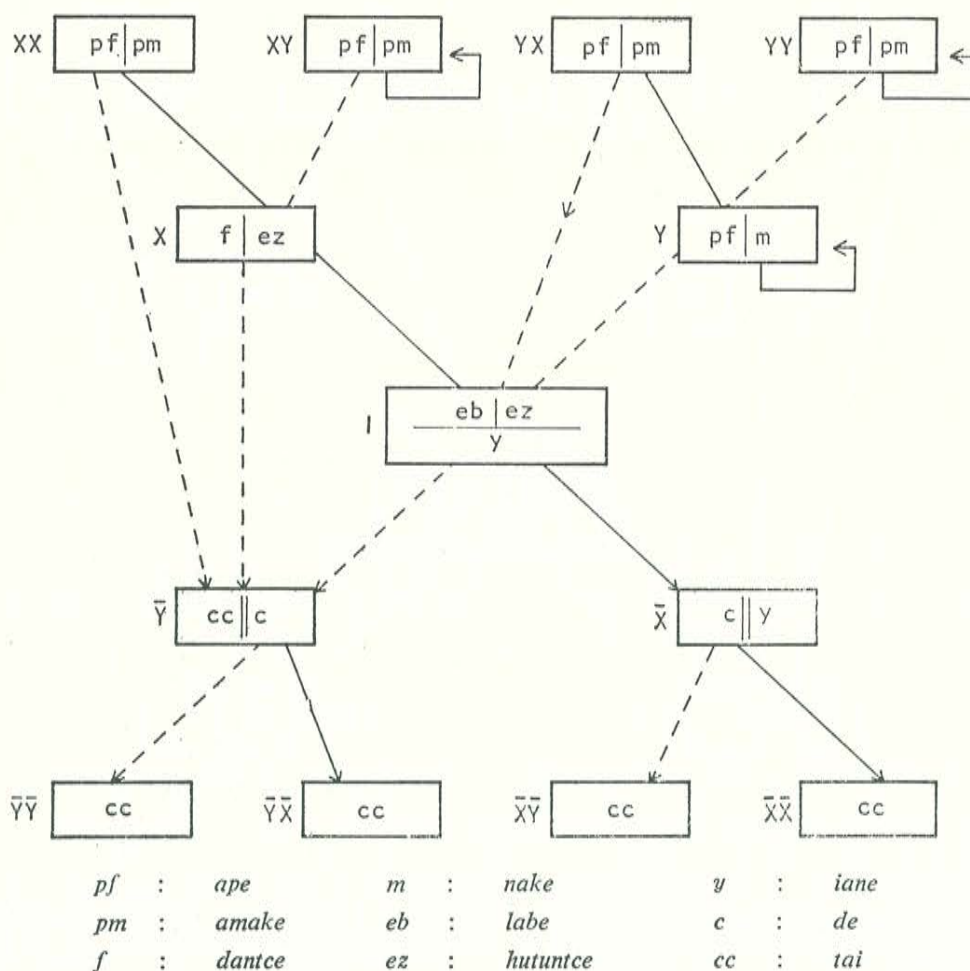 XX pf pm XY pf pm YX pf pm YY pf pm
X f ez Y pf m
I eb ez
y
Ȳ cc c X̄ c y
ȲȲ cc ȲX̄ cc X̄Ȳ cc X̄X̄ cc
pf : ape m : nake y : iane
pm : amake eb : labe c : de
f : dantce ez : hutuntce cc : tai